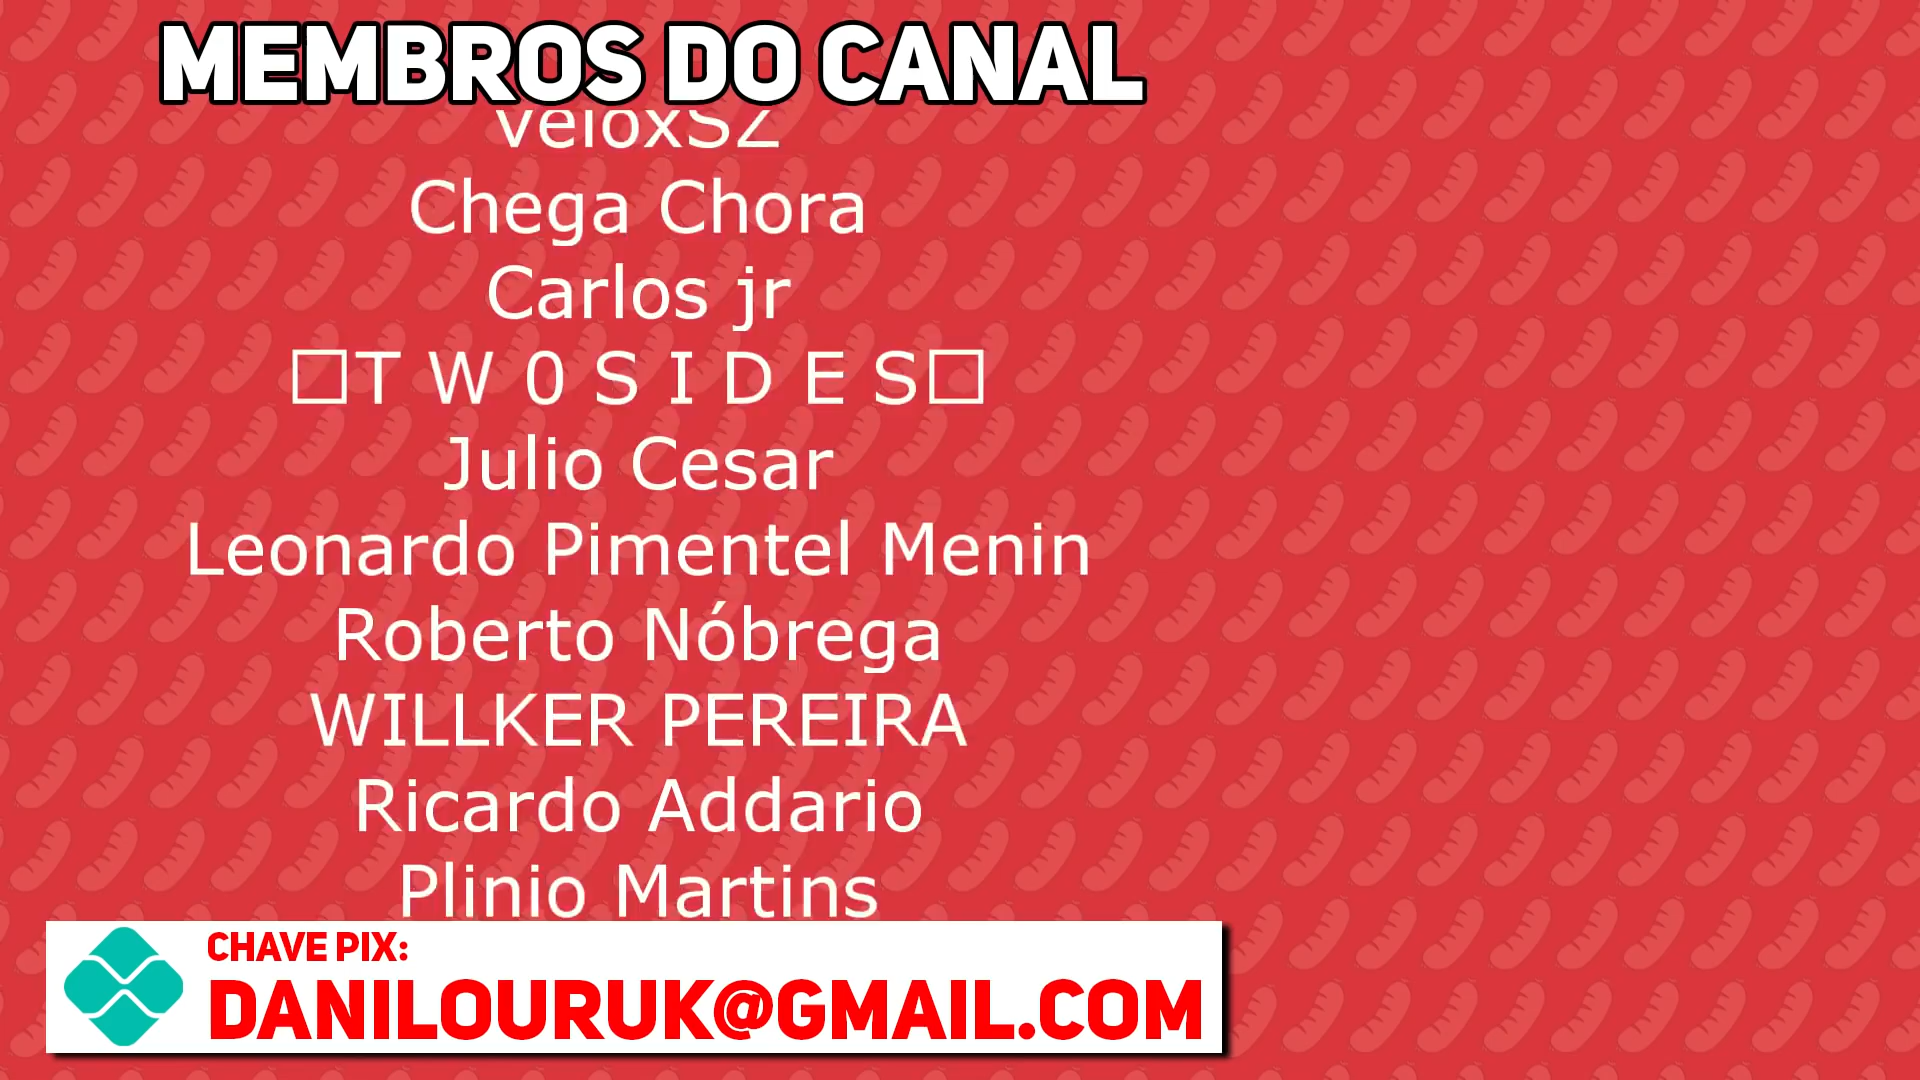 MEMBROS DO CANAL
VeloxSZ
Chega Chora
Carlos jr
□T W 0 S I D E S□
Julio Cesar
Leonardo Pimentel Menin
Roberto Nóbrega
WILLKER PEREIRA
Ricardo Addario
Plinio Martins
CHAVE PIX:
DANILOURUK@GMAIL.COM